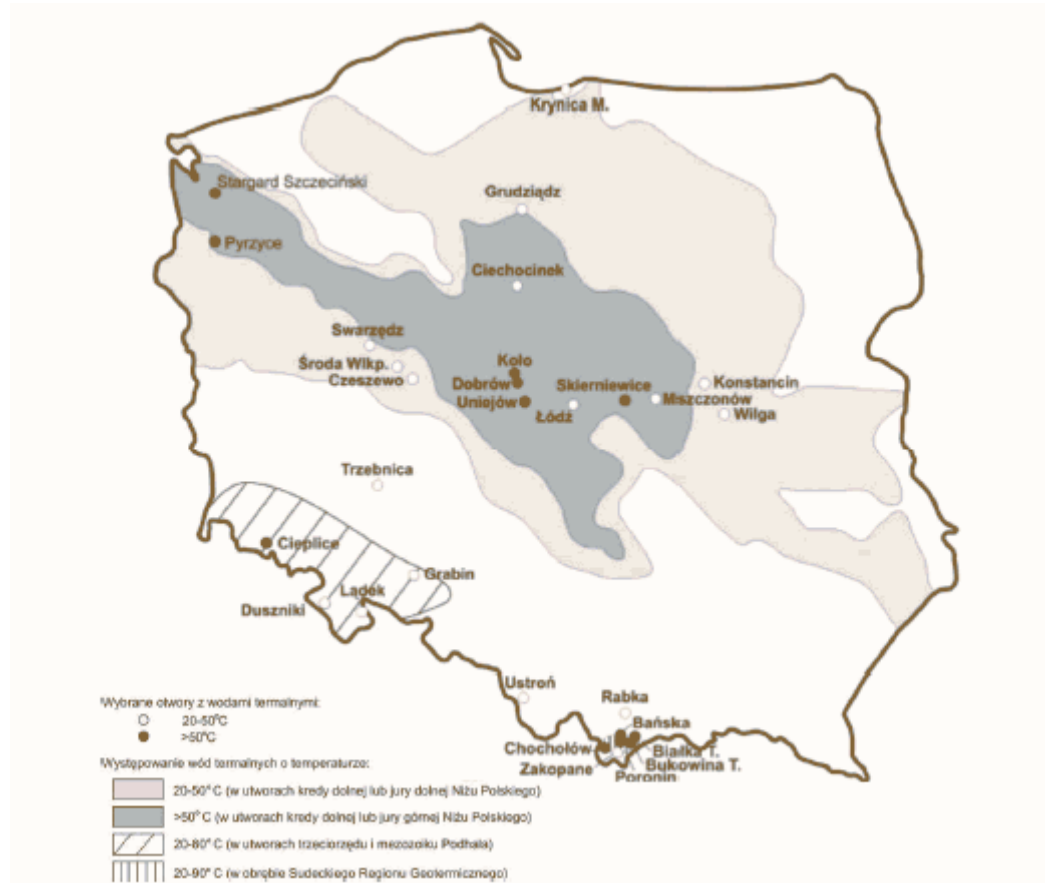 Krynica M.
Stargard Szczeciński
Grudziądz
Pyrzyce
Ciechocinek
Swarzędz
Środa Wlkp.
Czeszewo
Koło
Dobrów
Uniejów
Łódź
Skierniewice
Konstancin
Mszczonów
Wilga
Trzebnica
Cieplice
Grabin
Lądek
Duszniki
Ustroń
Rabka
Bańska
Chochołów
Białka T.
Zakopane
Bukowina T.
Poronin
Wybrane otwory z wodami termalnymi:
20-50°C
>50°C
Występowanie wód termalnych o temperaturze:
20-50° C (w utworach kredy dolnej lub jury dolnej Niżu Polskiego)
>50° C (w utworach kredy dolnej lub jury górnej Niżu Polskiego)
20-80° C (w utworach trzeciorzędu i mezozoiku Podhala)
20-90° C (w obrębie Sudeckiego Regionu Geotermicznego)